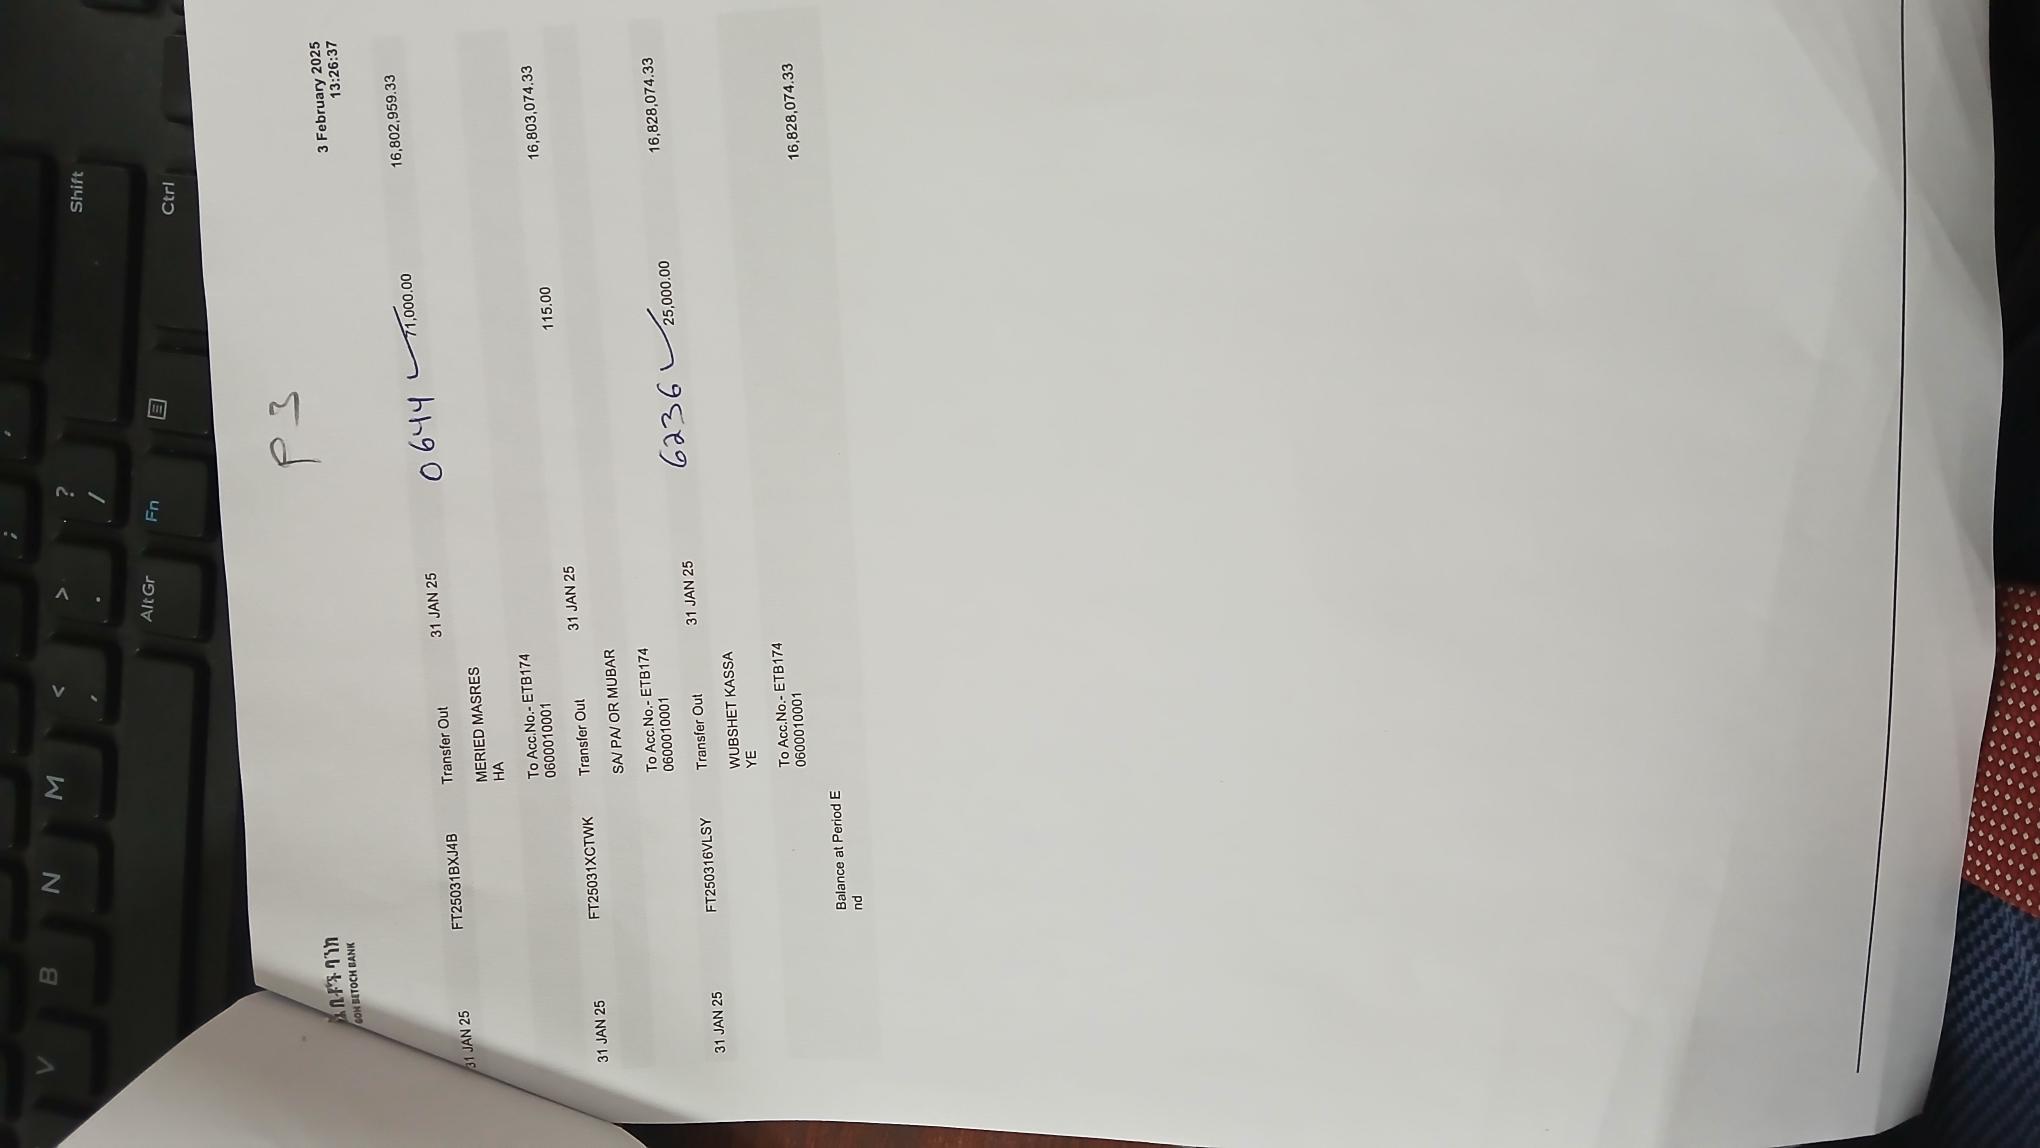 V B N M < , > . ? / ; ' Shift
AltGr Fn Ctrl
P 3
ቤቶች ባንክ
GOH BETOCH BANK
3 February 2025
13:26:37
31 JAN 25 FT25031BXJ4B Transfer Out 31 JAN 25 0644 71,000.00 16,802,959.33
MERIED MASRES
HA
To Acc.No.- ETB174
0600010001
31 JAN 25 FT25031XCTWK Transfer Out 31 JAN 25 115.00 16,803,074.33
SA/ PA/ OR MUBAR
To Acc.No.- ETB174
0600010001
31 JAN 25 FT250316VLSY Transfer Out 31 JAN 25 6236 25,000.00 16,828,074.33
WUBSHET KASSA
YE
To Acc.No.- ETB174
0600010001
Balance at Period E 16,828,074.33
nd